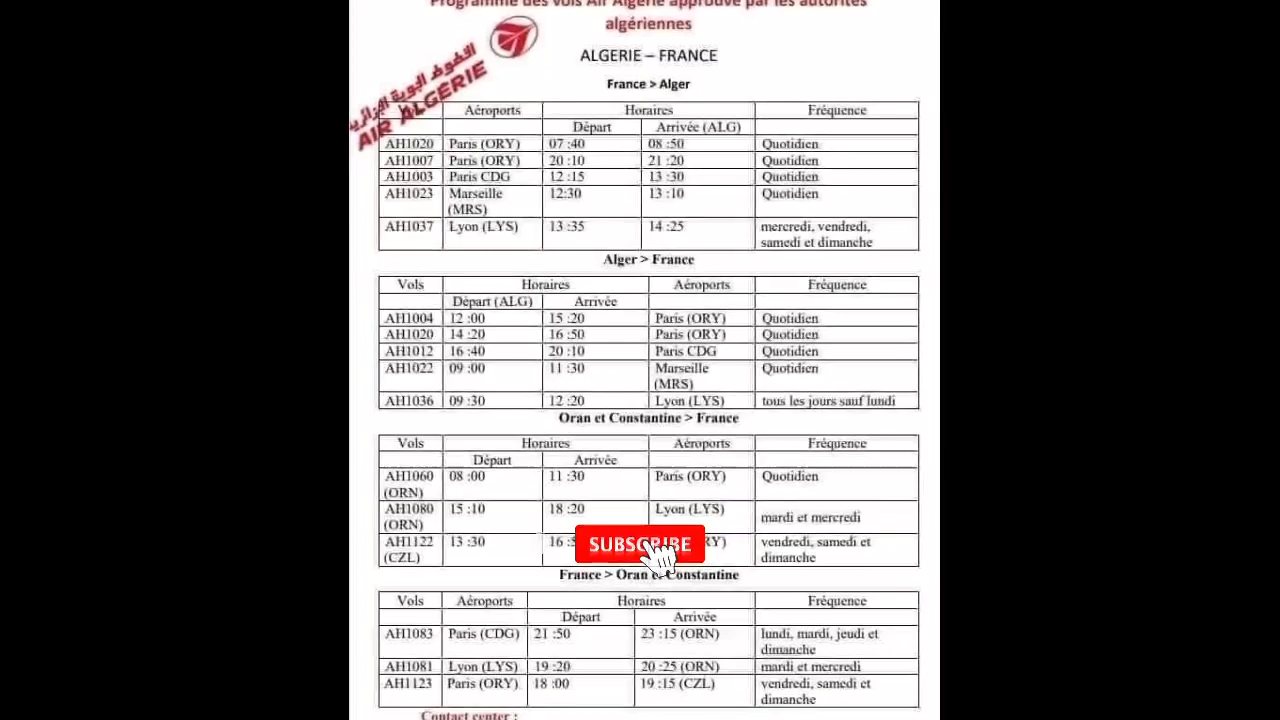 Programme des vols Air Algérie approuvé par les autorités
algériennes
الخطوط الجوية الجزائرية
AIR ALGÉRIE
ALGERIE – FRANCE
France > Alger
Aéroports Horaires Fréquence
Départ Arrivée (ALG)
AH1020 Paris (ORY) 07 :40 08 :50 Quotidien
AH1007 Paris (ORY) 20 :10 21 :20 Quotidien
AH1003 Paris CDG 12 :15 13 :30 Quotidien
AH1023 Marseille 12:30 13 :10 Quotidien
(MRS)
AH1037 Lyon (LYS) 13 :35 14 :25 mercredi, vendredi,
samedi et dimanche
Alger > France
Vols Horaires Aéroports Fréquence
Départ (ALG) Arrivée
AH1004 12 :00 15 :20 Paris (ORY) Quotidien
AH1020 14 :20 16 :50 Paris (ORY) Quotidien
AH1012 16 :40 20 :10 Paris CDG Quotidien
AH1022 09 :00 11 :30 Marseille Quotidien
(MRS)
AH1036 09 :30 12 :20 Lyon (LYS) tous les jours sauf lundi
Oran et Constantine > France
Vols Horaires Aéroports Fréquence
Départ Arrivée
AH1060 08 :00 11 :30 Paris (ORY) Quotidien
(ORN)
AH1080 15 :10 18 :20 Lyon (LYS) mardi et mercredi
(ORN)
AH1122 13 :30 vendredi, samedi et
(CZL) dimanche
SUBSCRIBE
France > Oran et Constantine
Vols Aéroports Horaires Fréquence
Départ Arrivée
AH1083 Paris (CDG) 21 :50 23 :15 (ORN) lundi, mardi, jeudi et
dimanche
AH1081 Lyon (LYS) 19 :20 20 :25 (ORN) mardi et mercredi
AH1123 Paris (ORY) 18 :00 19 :15 (CZL) vendredi, samedi et
dimanche
Contact center :